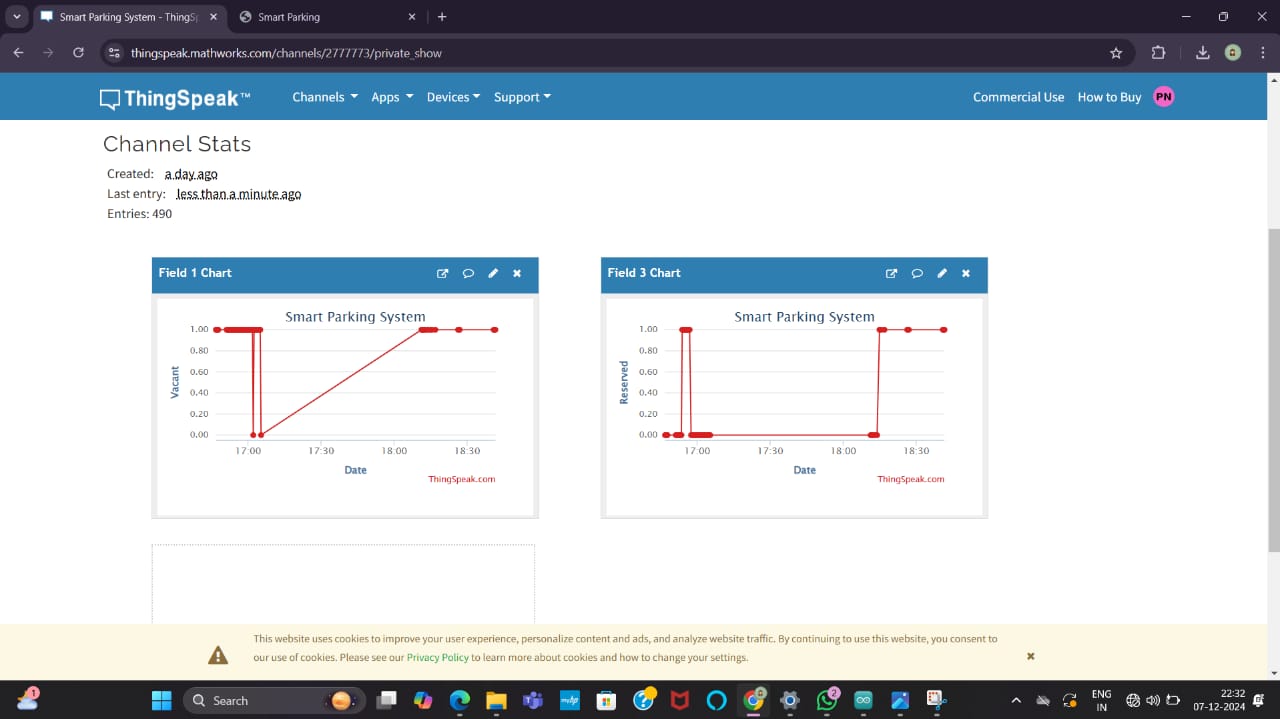 Smart Parking System - ThingSp
Smart Parking
thingspeak.mathworks.com/channels/2777773/private_show
ThingSpeak™ Channels Apps Devices Support Commercial Use How to Buy PN
Channel Stats
Created: a day ago
Last entry: less than a minute ago
Entries: 490
Field 1 Chart
Smart Parking System
Vacant
1.00
0.80
0.60
0.40
0.20
0.00
17:00 17:30 18:00 18:30
Date
ThingSpeak.com
Field 3 Chart
Smart Parking System
Reserved
1.00
0.80
0.60
0.40
0.20
0.00
17:00 17:30 18:00 18:30
Date
ThingSpeak.com
This website uses cookies to improve your user experience, personalize content and ads, and analyze website traffic. By continuing to use this website, you consent to
our use of cookies. Please see our Privacy Policy to learn more about cookies and how to change your settings.
1
Search
2
ENG
IN
22:32
07-12-2024